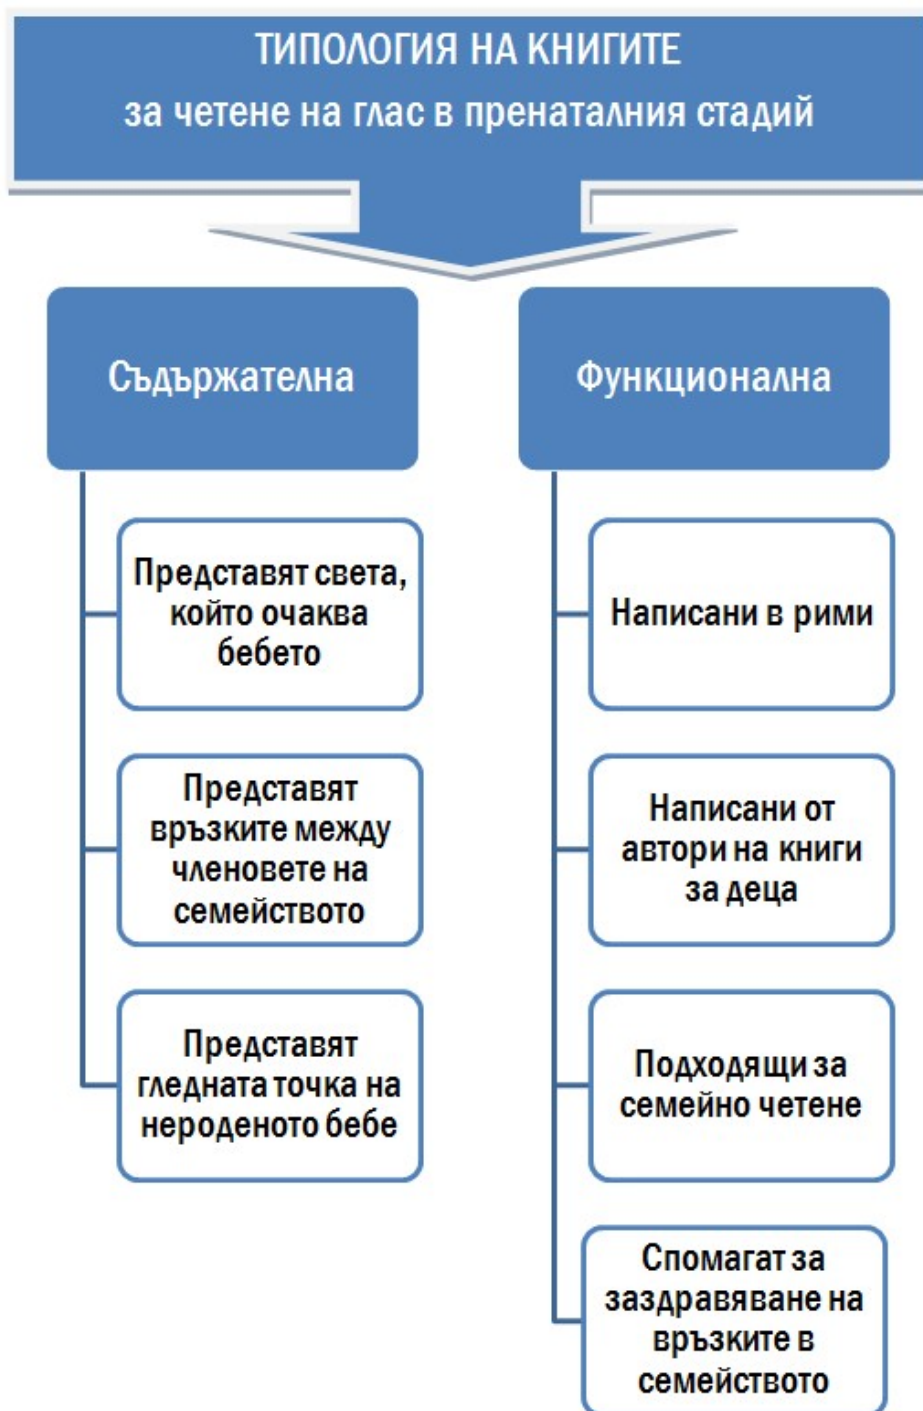 ТИПОЛОГИЯ НА КНИГИТЕ
за четене на глас в пренаталния стадий
Съдържателна
Представят света,
който очаква
бебето
Представят
връзките между
членовете на
семейството
Представят
гледната точка на
нероденото бебе
Функционална
Написани в рими
Написани от
автори на книги
за деца
Подходящи за
семейно четене
Спомагат за
заздравяване на
връзките в
семейството